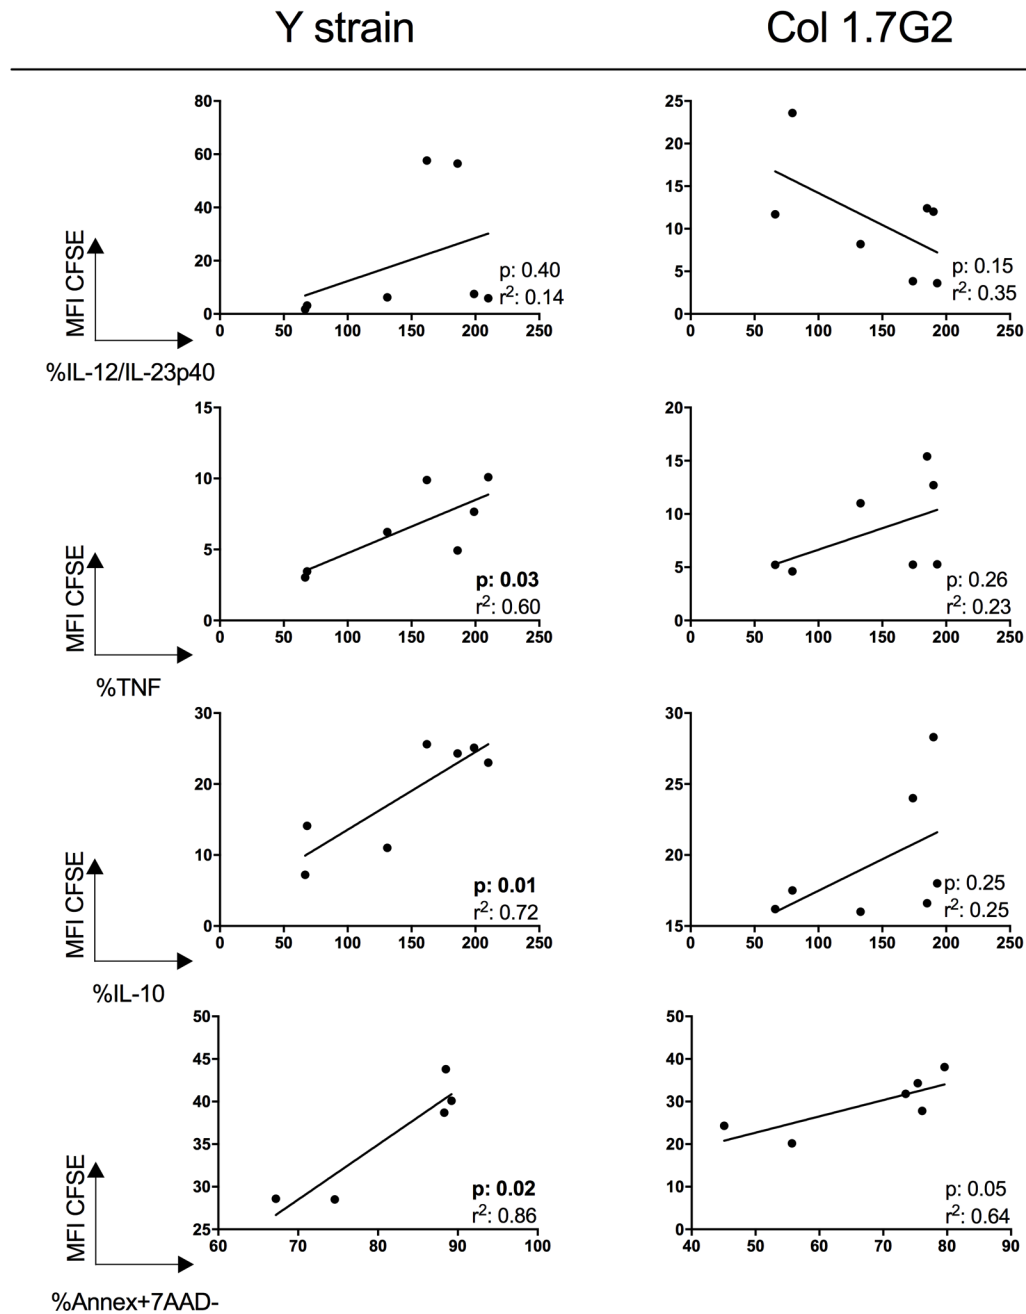 Y strain Col 1.7G2
80
60
40
20
0
0 50 100 150 200 250
p: 0.40
r²: 0.14
25
20
15
10
5
0
0 50 100 150 200 250
p: 0.15
r²: 0.35
MFI CFSE
%IL-12/IL-23p40
15
10
5
0
0 50 100 150 200 250
p: 0.03
r²: 0.60
20
15
10
5
0
0 50 100 150 200 250
p: 0.26
r²: 0.23
MFI CFSE
%TNF
30
20
10
0
0 50 100 150 200 250
p: 0.01
r²: 0.72
30
25
20
15
0 50 100 150 200 250
p: 0.25
r²: 0.25
MFI CFSE
%IL-10
50
45
40
35
30
25
60 70 80 90 100
p: 0.02
r²: 0.86
50
40
30
20
10
0
40 50 60 70 80 90
p: 0.05
r²: 0.64
MFI CFSE
%Annex+7AAD-